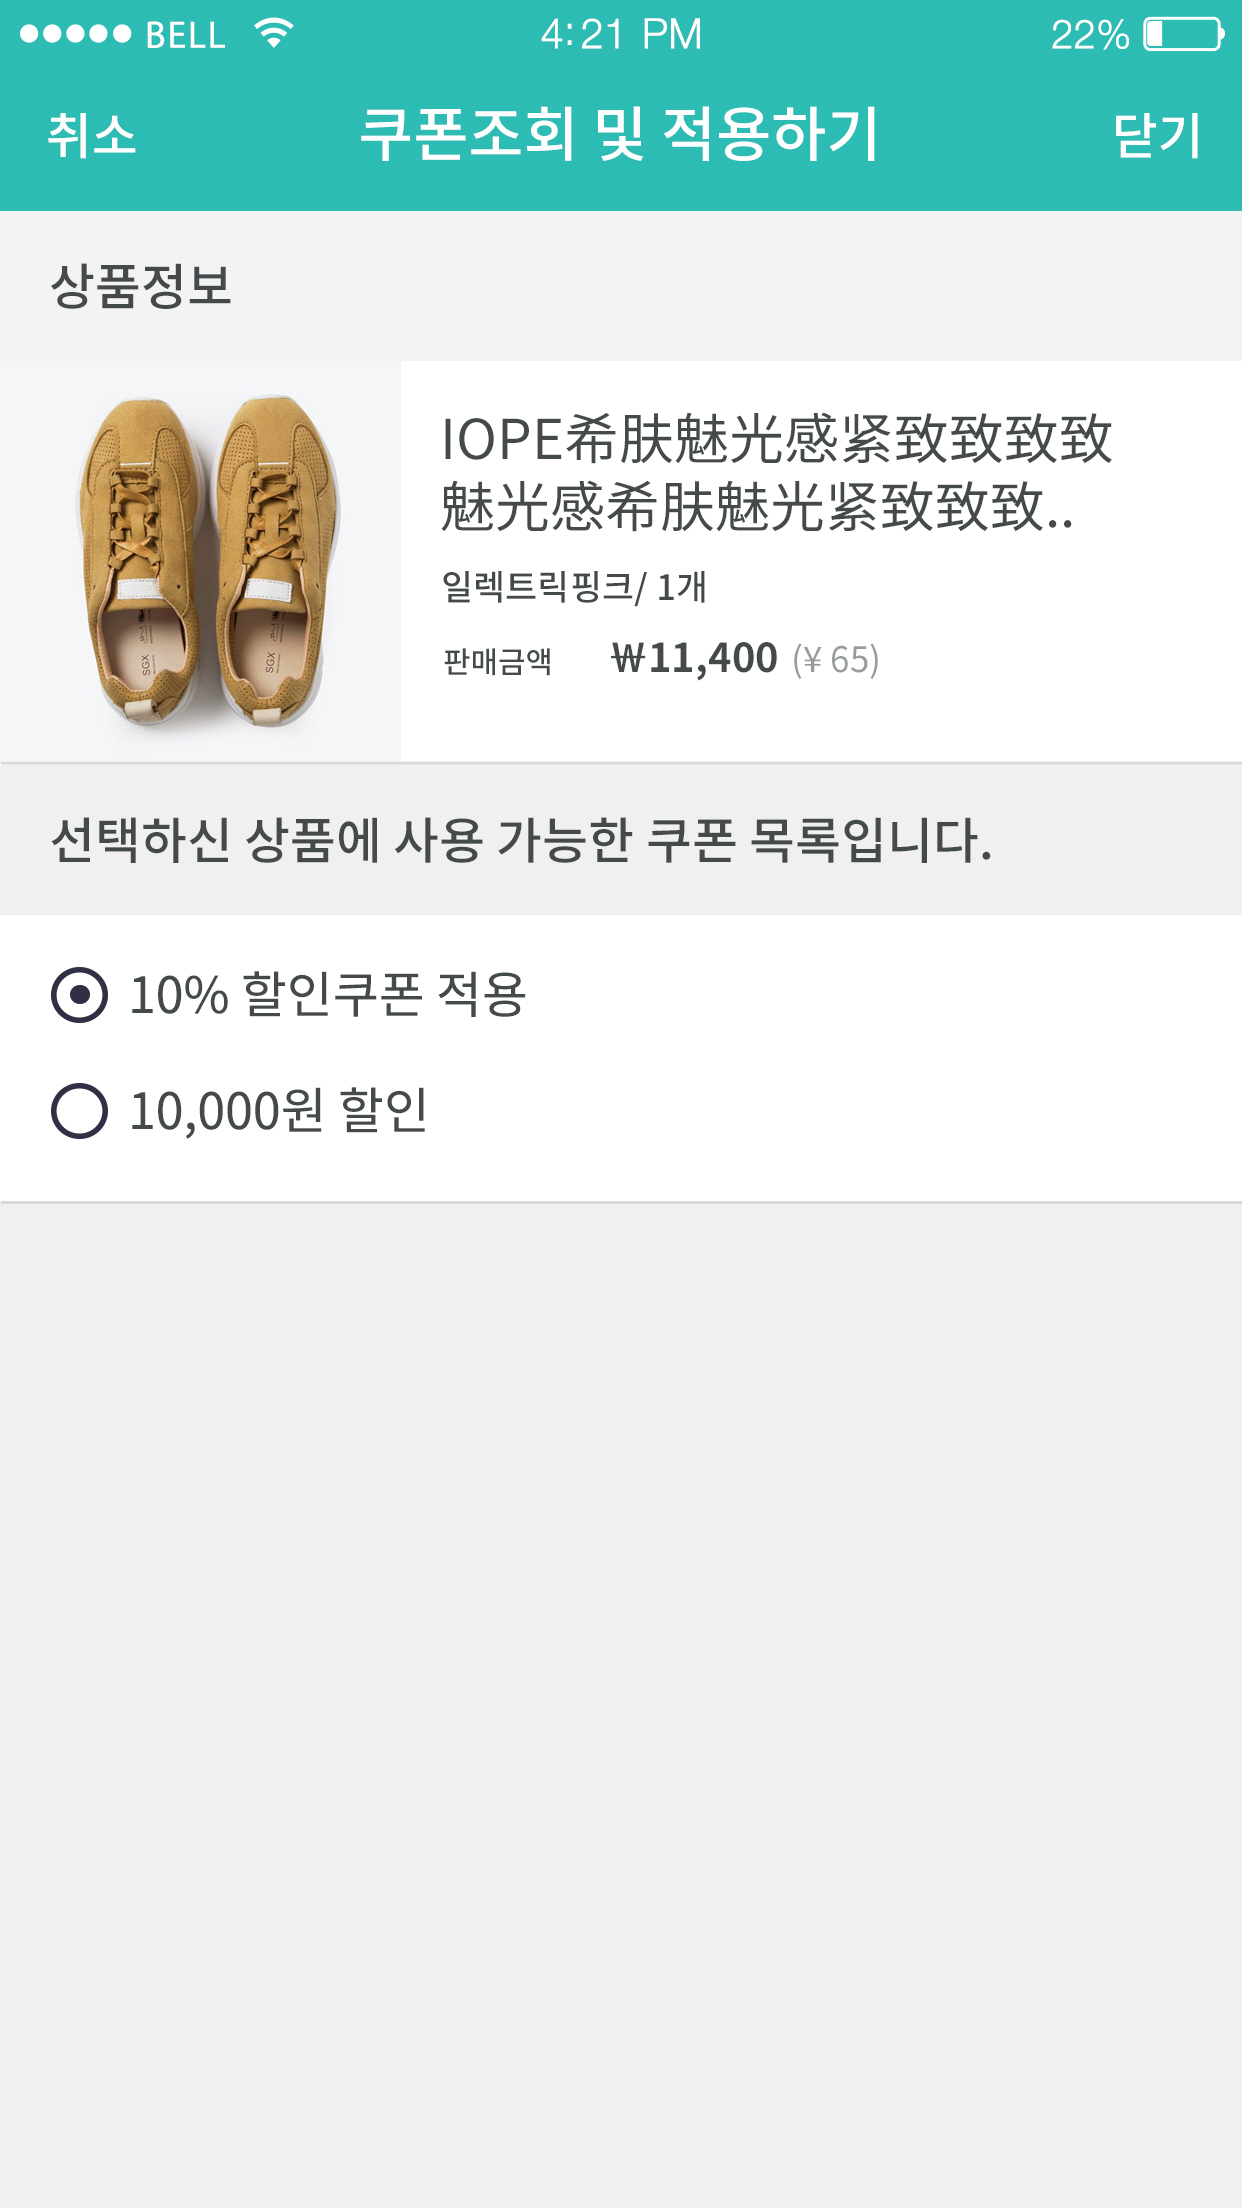 BELL 4:21 PM 22%
취소 쿠폰조회 및 적용하기 닫기
상품정보
IOPE希肤魅光感紧致致致致
魅光感希肤魅光紧致致致..
일렉트릭핑크/ 1개
판매금액 ₩11,400 (¥ 65)
SGX SGX
선택하신 상품에 사용 가능한 쿠폰 목록입니다.
10% 할인쿠폰 적용
10,000원 할인